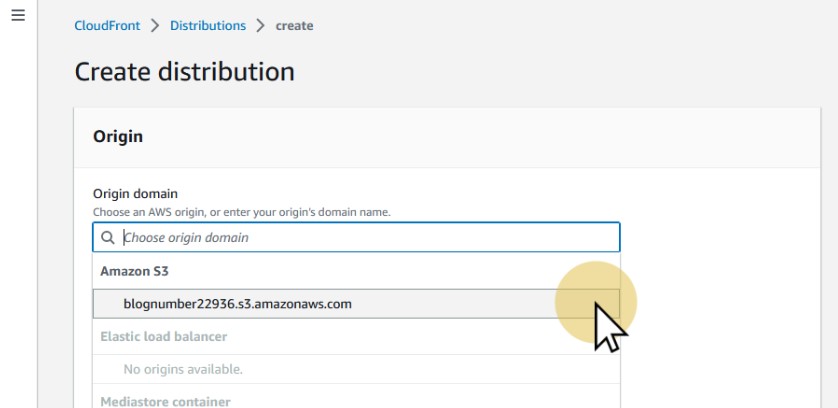 CloudFront > Distributions > create
Create distribution
Origin
Origin domain
Choose an AWS origin, or enter your origin's domain name.
Choose origin domain
Amazon S3
blognumber22936.s3.amazonaws.com
Elastic load balancer
No origins available.
Mediastore container